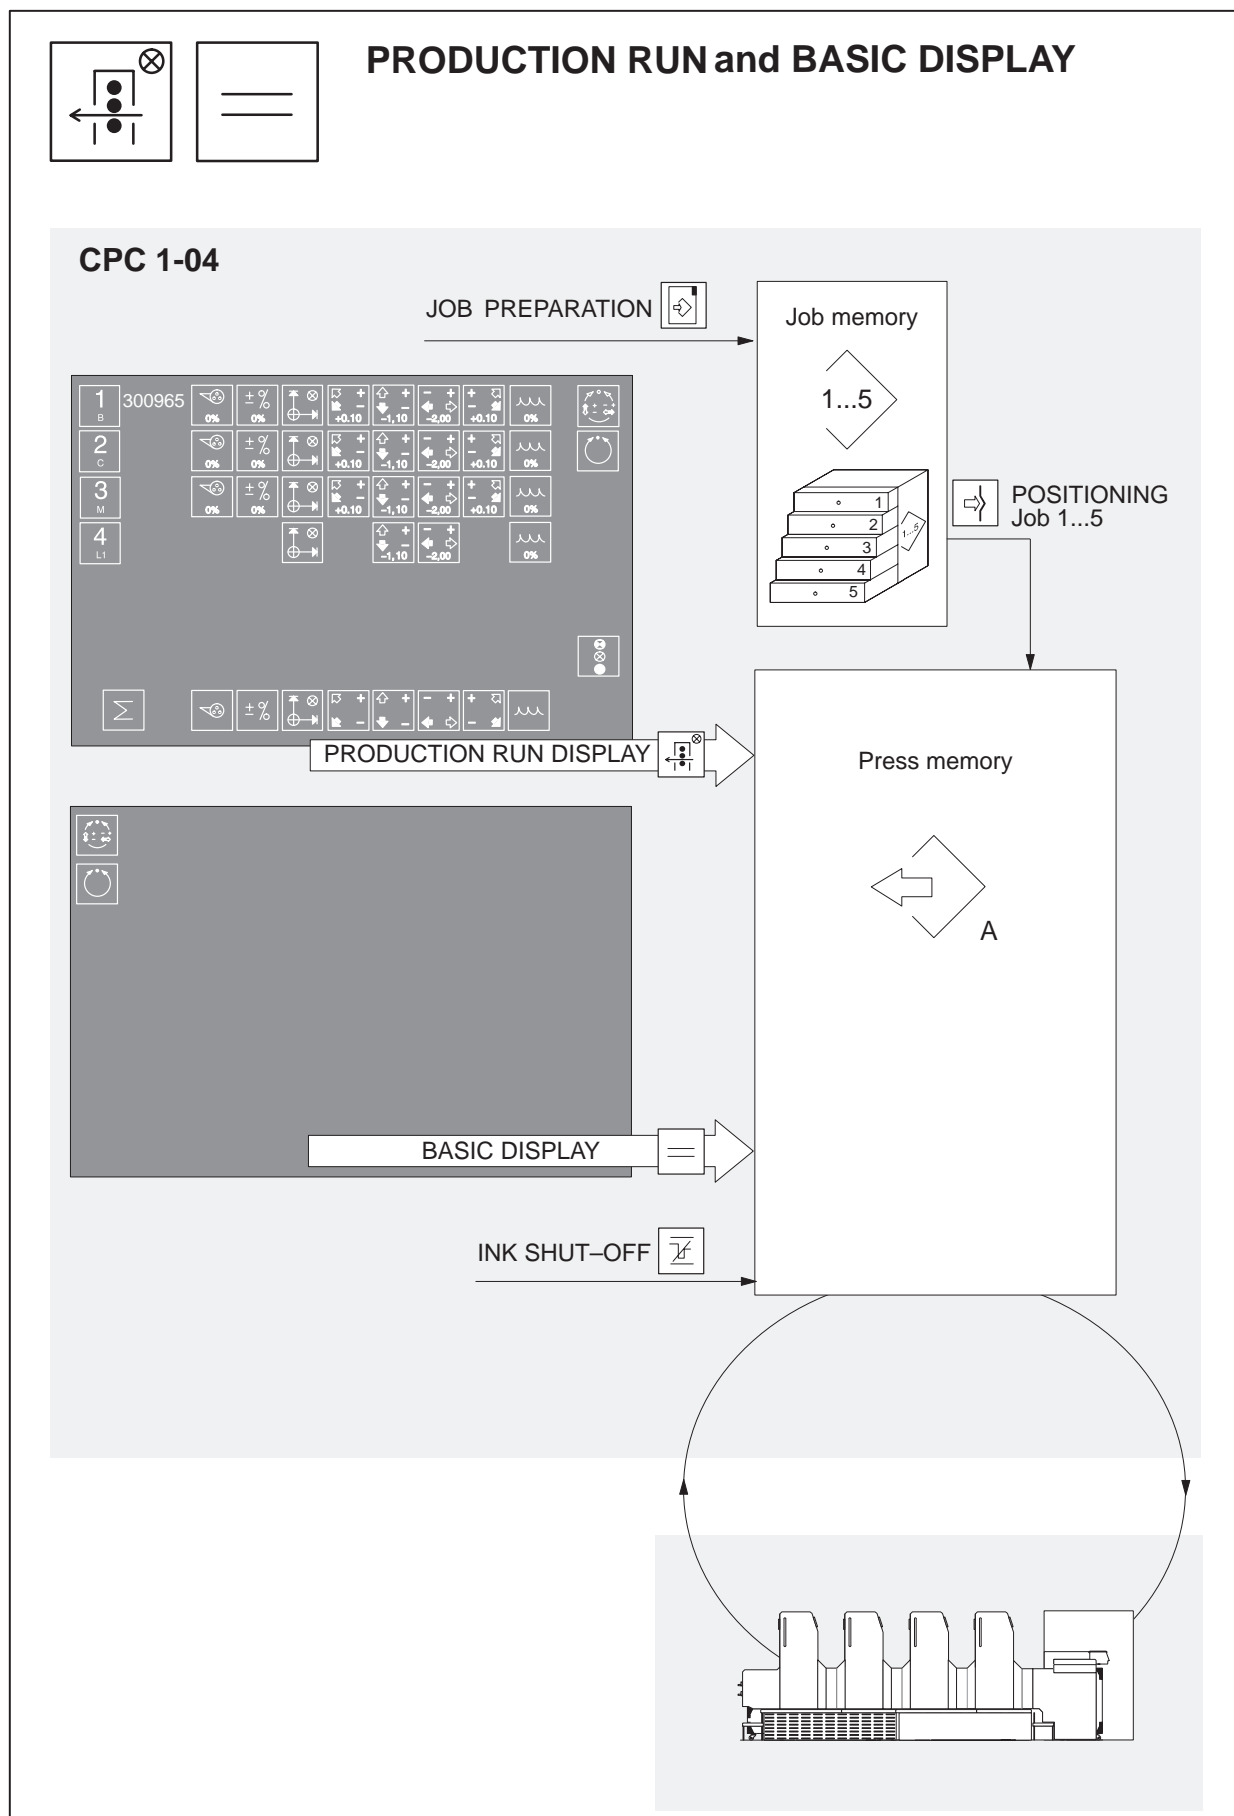 PRODUCTION RUN and BASIC DISPLAY
CPC 1-04
JOB PREPARATION
Job memory
1...5
1
2
3
4
5
1...5
POSITIONING
Job 1...5
1 300965
B
0% 0% +0.10 –1,10 –2,00 +0.10 0%
2
C
0% 0% +0.10 –1,10 –2,00 +0.10 0%
3
M
0% 0% +0.10 –1,10 –2,00 +0.10 0%
4
L1
–1,10 –2,00 0%
Σ ±%
PRODUCTION RUN DISPLAY
Press memory
A
BASIC DISPLAY
INK SHUT–OFF